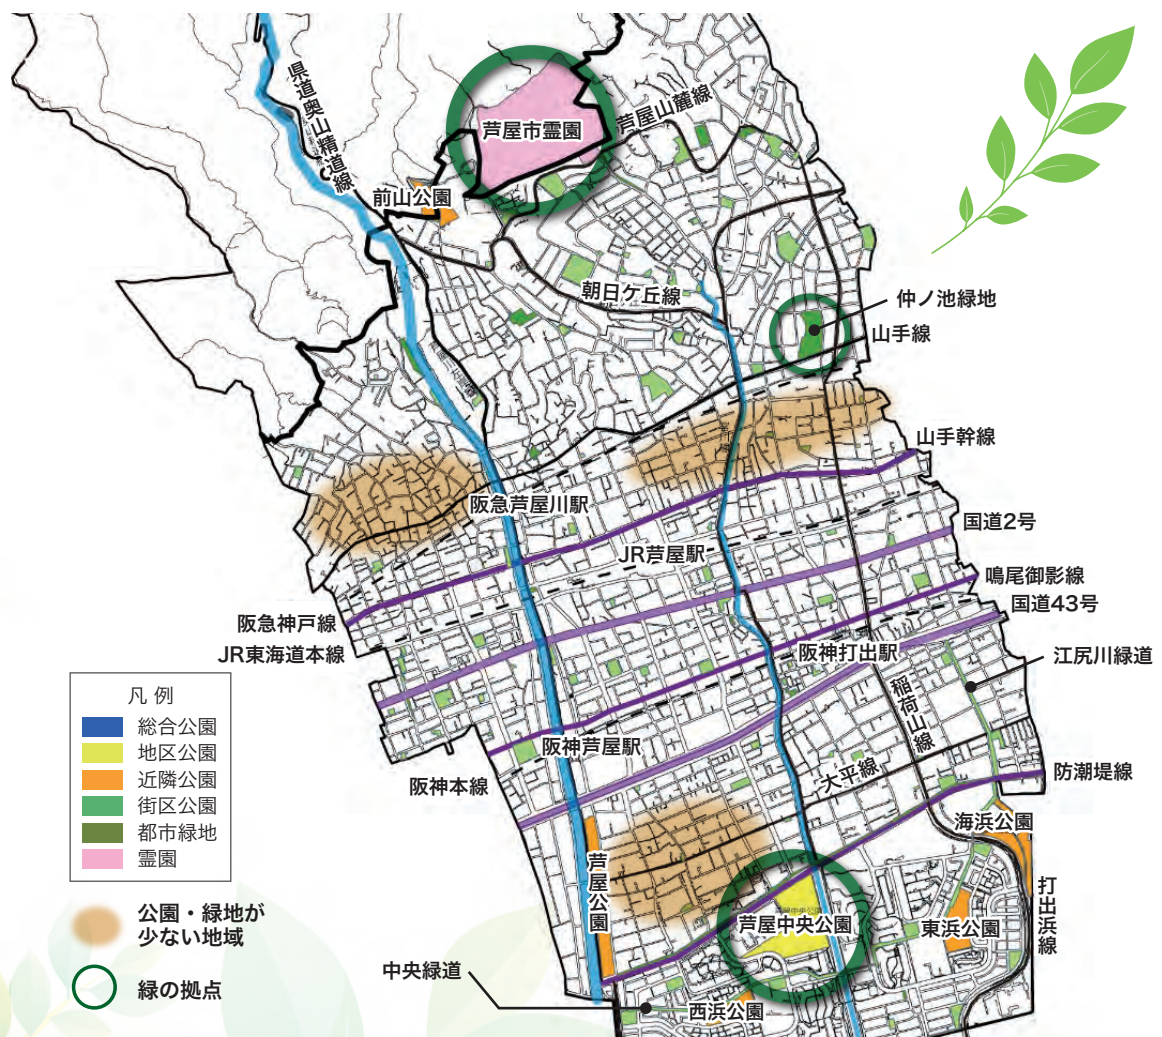 県道奥山精道線
芦屋市霊園
芦屋山麓線
前山公園
朝日ケ丘線
仲ノ池緑地
山手線
山手幹線
阪急芦屋川駅
国道2号
JR芦屋駅
鳴尾御影線
国道43号
阪急神戸線
JR東海道本線
阪神打出駅
江尻川緑道
稲荷山線
阪神芦屋駅
大平線
防潮堤線
阪神本線
凡 例
総合公園
地区公園
近隣公園
街区公園
都市緑地
霊園
公園・緑地が
少ない地域
緑の拠点
海浜公園
芦屋公園
打出浜線
芦屋中央公園
東浜公園
中央緑道
西浜公園